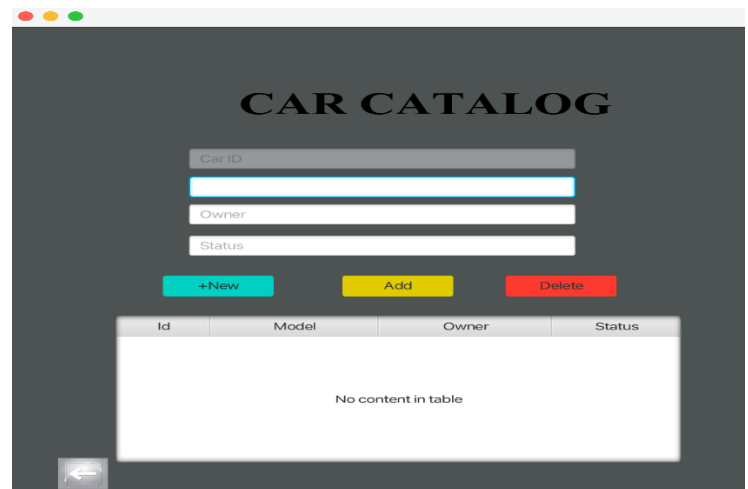 CAR CATALOG
Car ID
Owner
Status
+New Add Delete
Id Model Owner Status
No content in table